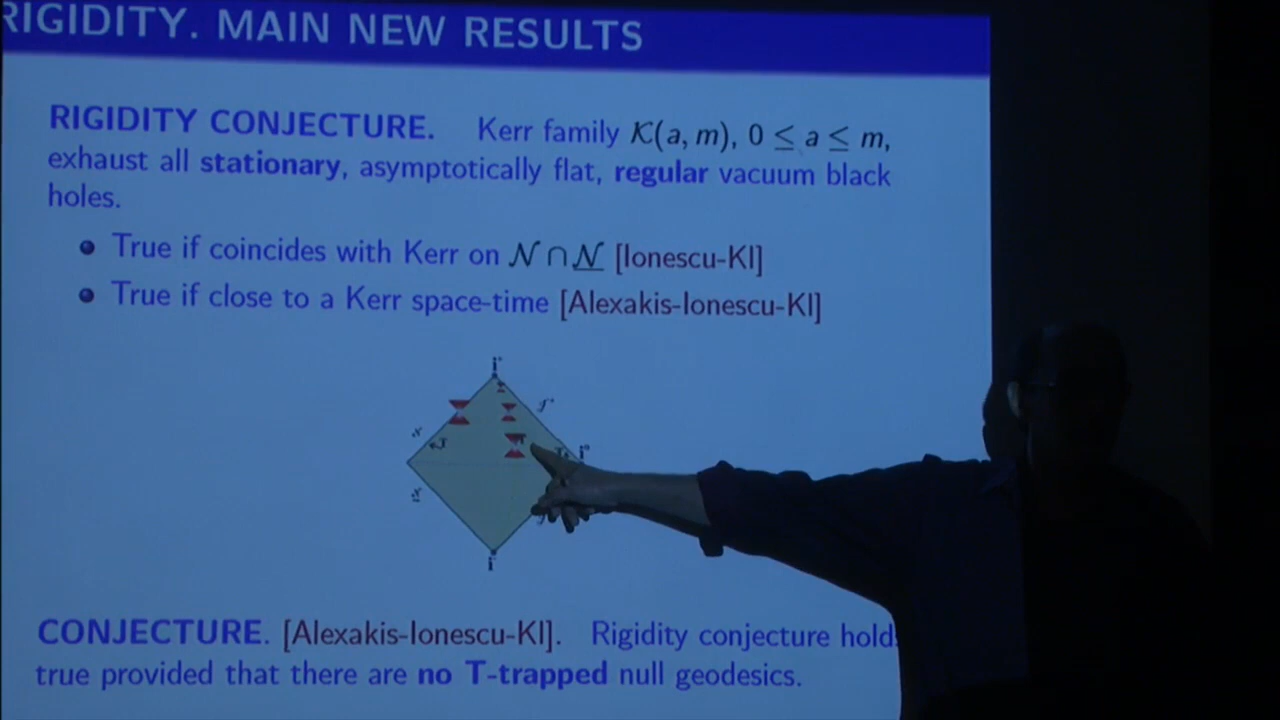 RIGIDITY. MAIN NEW RESULTS
RIGIDITY CONJECTURE. Kerr family 𝒦(a, m), 0 ≤ a ≤ m,
exhaust all stationary, asymptotically flat, regular vacuum black
holes.
True if coincides with Kerr on 𝒩 ∩ 𝒩̲ [Ionescu-Kl]
True if close to a Kerr space-time [Alexakis-Ionescu-Kl]
CONJECTURE. [Alexakis-Ionescu-Kl]. Rigidity conjecture hold
true provided that there are no T-trapped null geodesics.